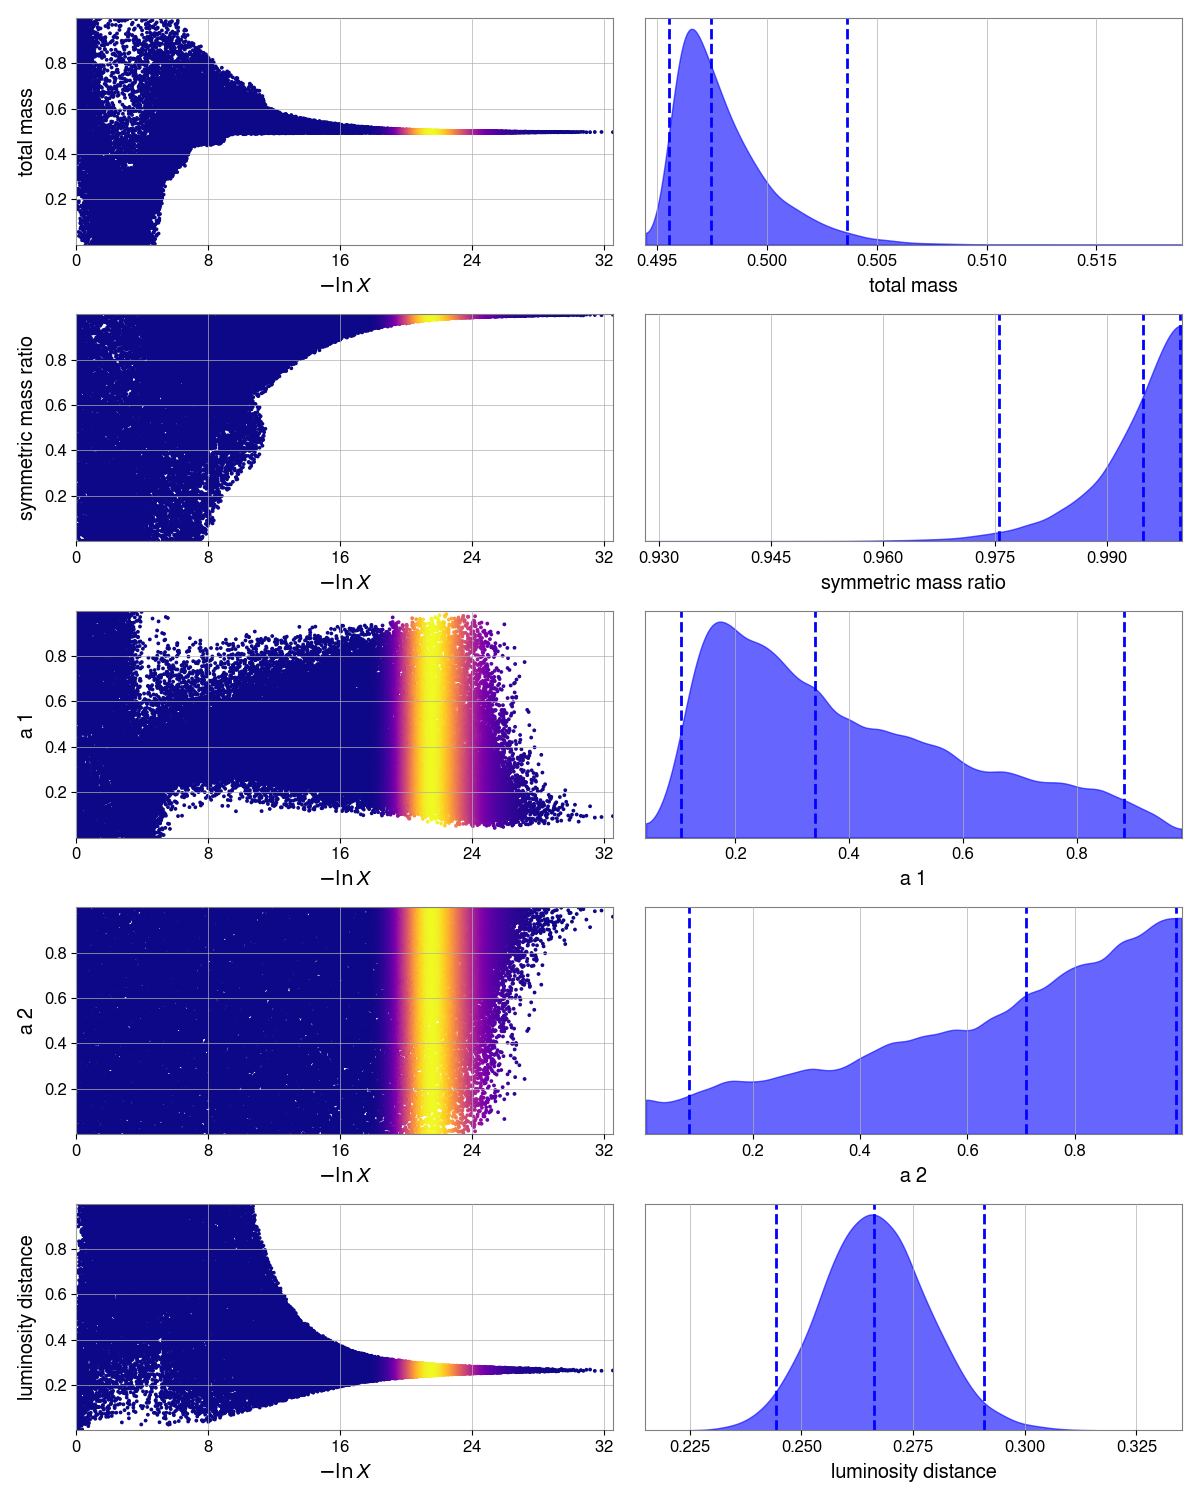 total mass
0.8
0.6
0.4
0.2
0 8 16 24 32
−ln X
0.495 0.500 0.505 0.510 0.515
total mass
symmetric mass ratio
0.8
0.6
0.4
0.2
0 8 16 24 32
−ln X
0.930 0.945 0.960 0.975 0.990
symmetric mass ratio
a 1
0.8
0.6
0.4
0.2
0 8 16 24 32
−ln X
0.2 0.4 0.6 0.8
a 1
a 2
0.8
0.6
0.4
0.2
0 8 16 24 32
−ln X
0.2 0.4 0.6 0.8
a 2
luminosity distance
0.8
0.6
0.4
0.2
0 8 16 24 32
−ln X
0.225 0.250 0.275 0.300 0.325
luminosity distance